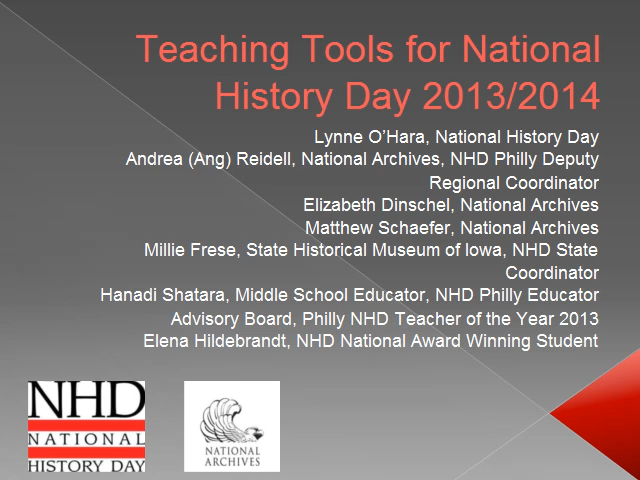 Teaching Tools for National
History Day 2013/2014
Lynne O'Hara, National History Day
Andrea (Ang) Reidell, National Archives, NHD Philly Deputy
Regional Coordinator
Elizabeth Dinschel, National Archives
Matthew Schaefer, National Archives
Millie Frese, State Historical Museum of Iowa, NHD State
Coordinator
Hanadi Shatara, Middle School Educator, NHD Philly Educator
Advisory Board, Philly NHD Teacher of the Year 2013
Elena Hildebrandt, NHD National Award Winning Student
NHD
NATIONAL
HISTORY DAY
NATIONAL
ARCHIVES